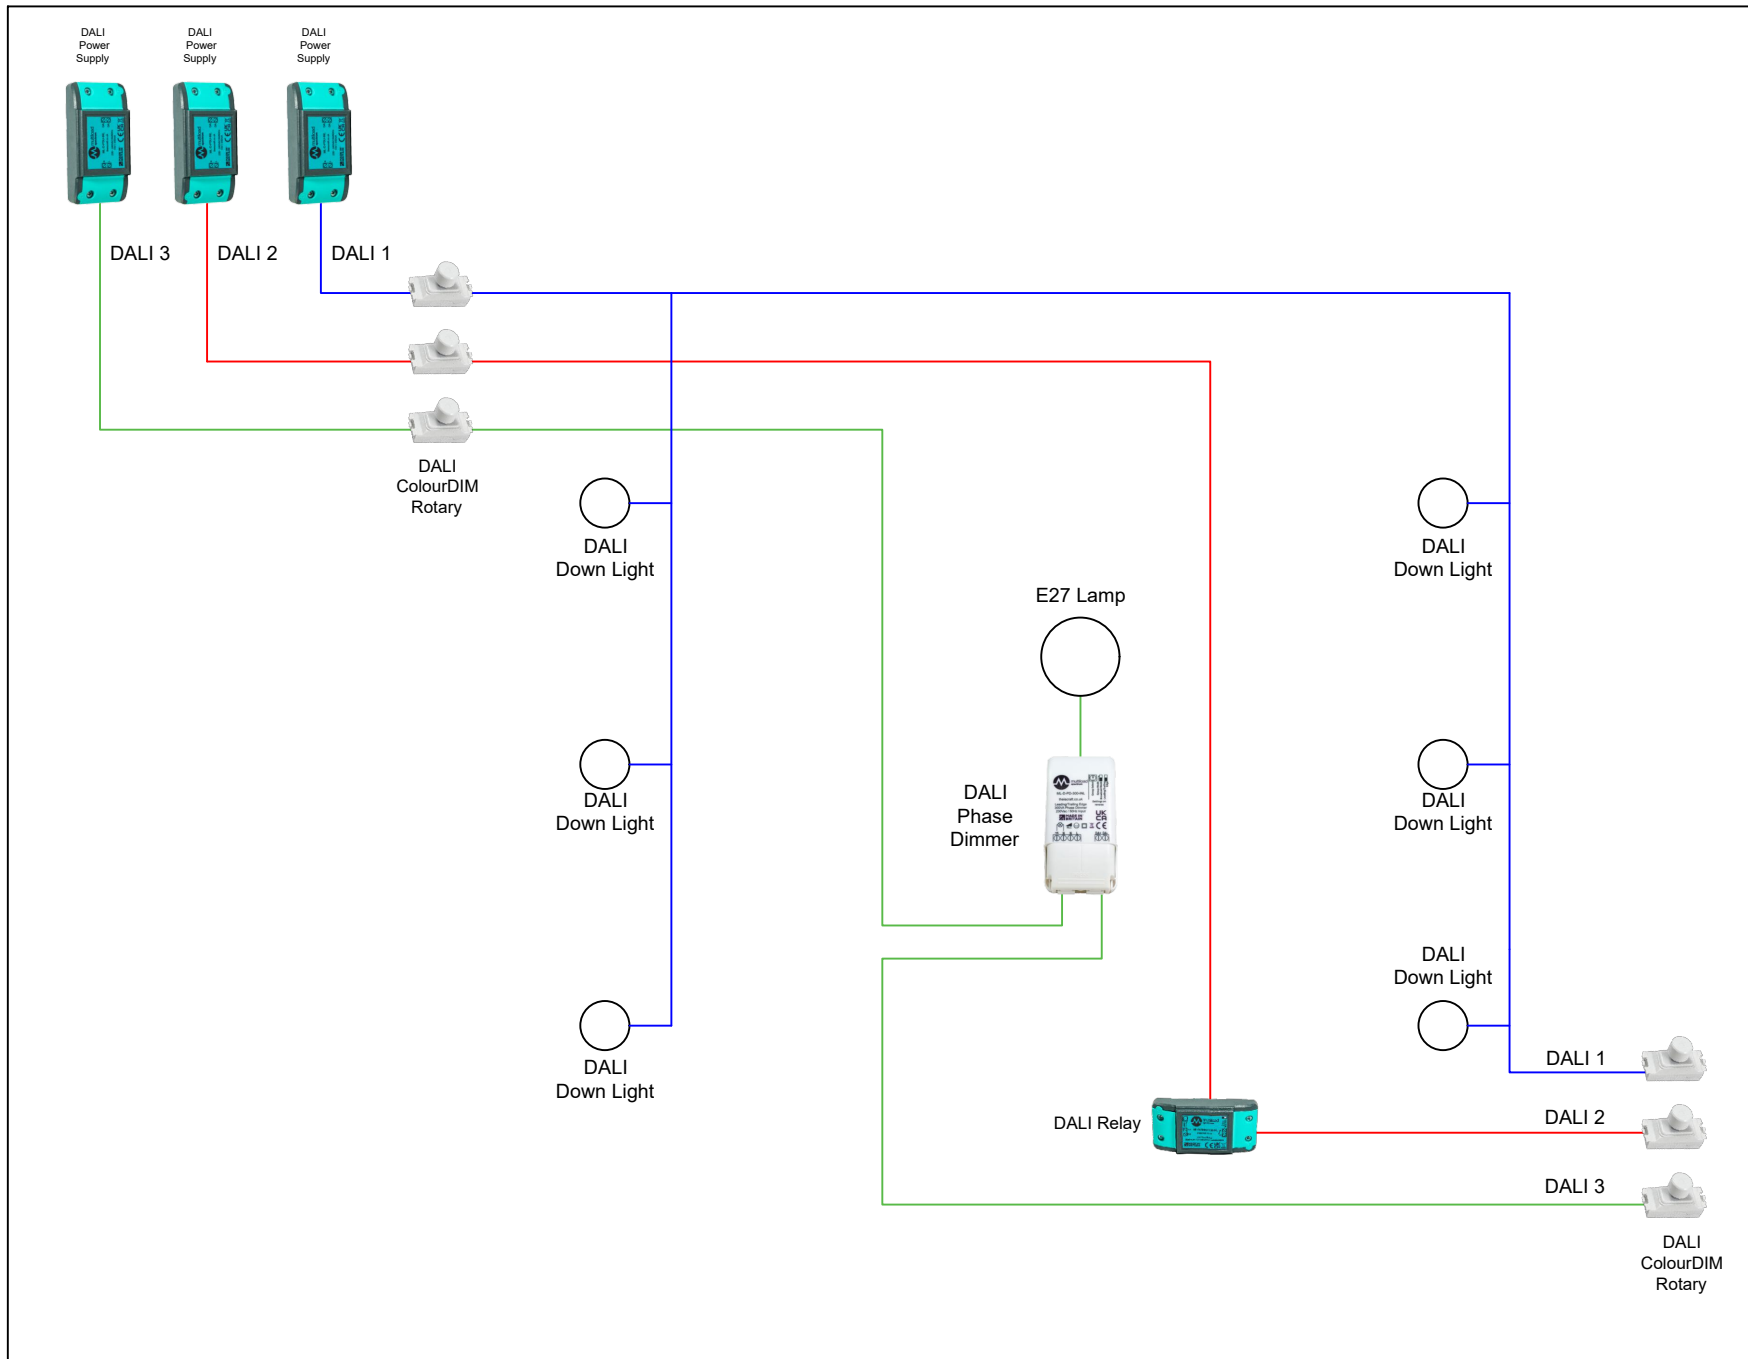 DALI
Power
Supply
DALI
Power
Supply
DALI
Power
Supply
DALI 3
DALI 2
DALI 1
DALI
ColourDIM
Rotary
DALI
Down Light
DALI
Down Light
E27 Lamp
DALI
Phase
Dimmer
DALI
Down Light
DALI
Down Light
DALI
Down Light
DALI
Down Light
DALI 1
DALI Relay
DALI 2
DALI 3
DALI
ColourDIM
Rotary